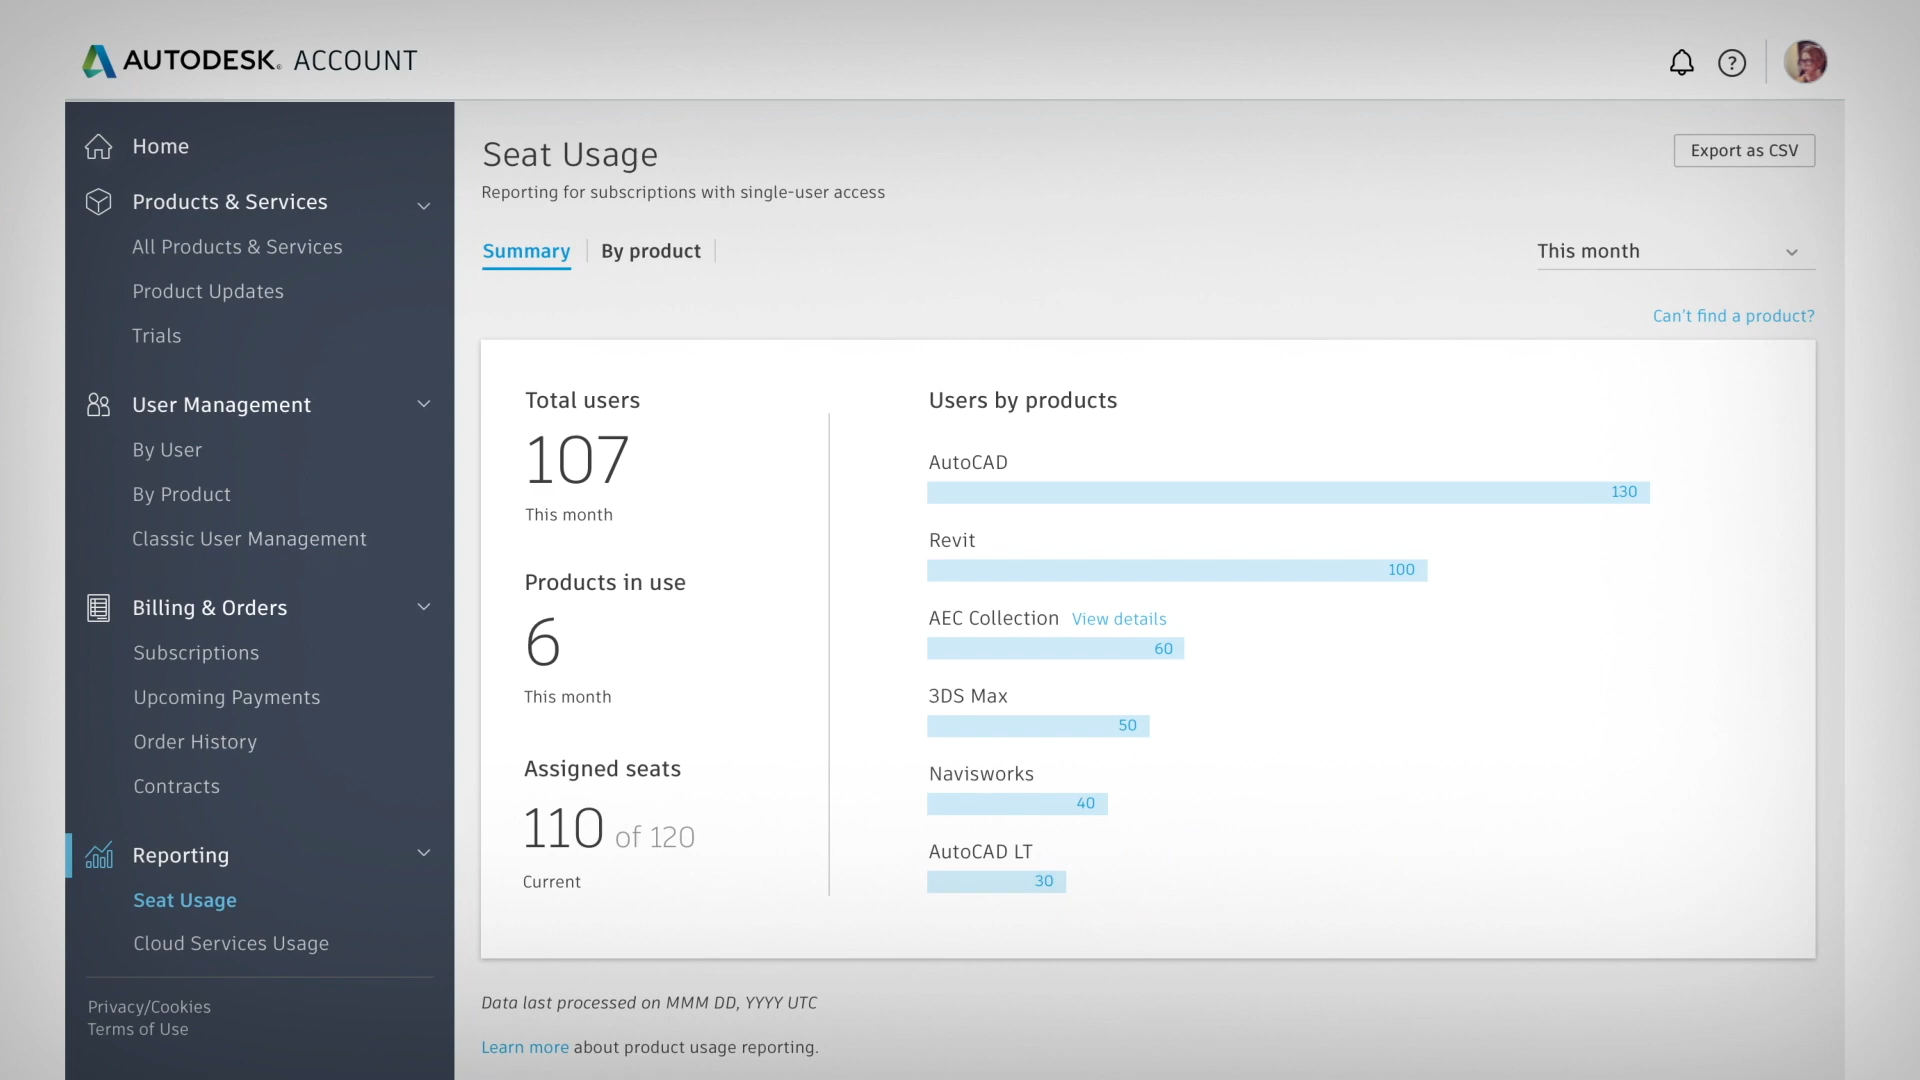 AUTODESK® ACCOUNT
Home
Products & Services
All Products & Services
Product Updates
Trials
User Management
By User
By Product
Classic User Management
Billing & Orders
Subscriptions
Upcoming Payments
Order History
Contracts
Reporting
Seat Usage
Cloud Services Usage
Privacy/Cookies
Terms of Use
Seat Usage
Export as CSV
Reporting for subscriptions with single-user access
Summary
By product
This month
Can't find a product?
Total users
107
This month
Products in use
6
This month
Assigned seats
110 of 120
Current
Users by products
AutoCAD
130
Revit
100
AEC Collection View details
60
3DS Max
50
Navisworks
40
AutoCAD LT
30
Data last processed on MMM DD, YYYY UTC
Learn more about product usage reporting.